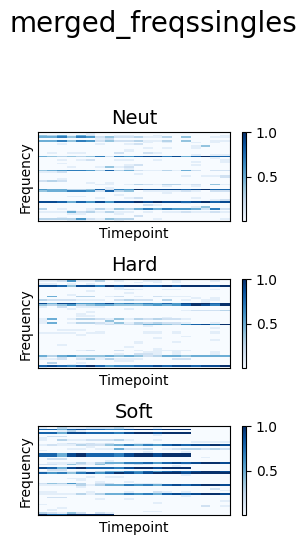 merged_freqssingles
Neut
1.0
0.5
Frequency
Timepoint
Hard
1.0
0.5
Frequency
Timepoint
Soft
1.0
0.5
Frequency
Timepoint